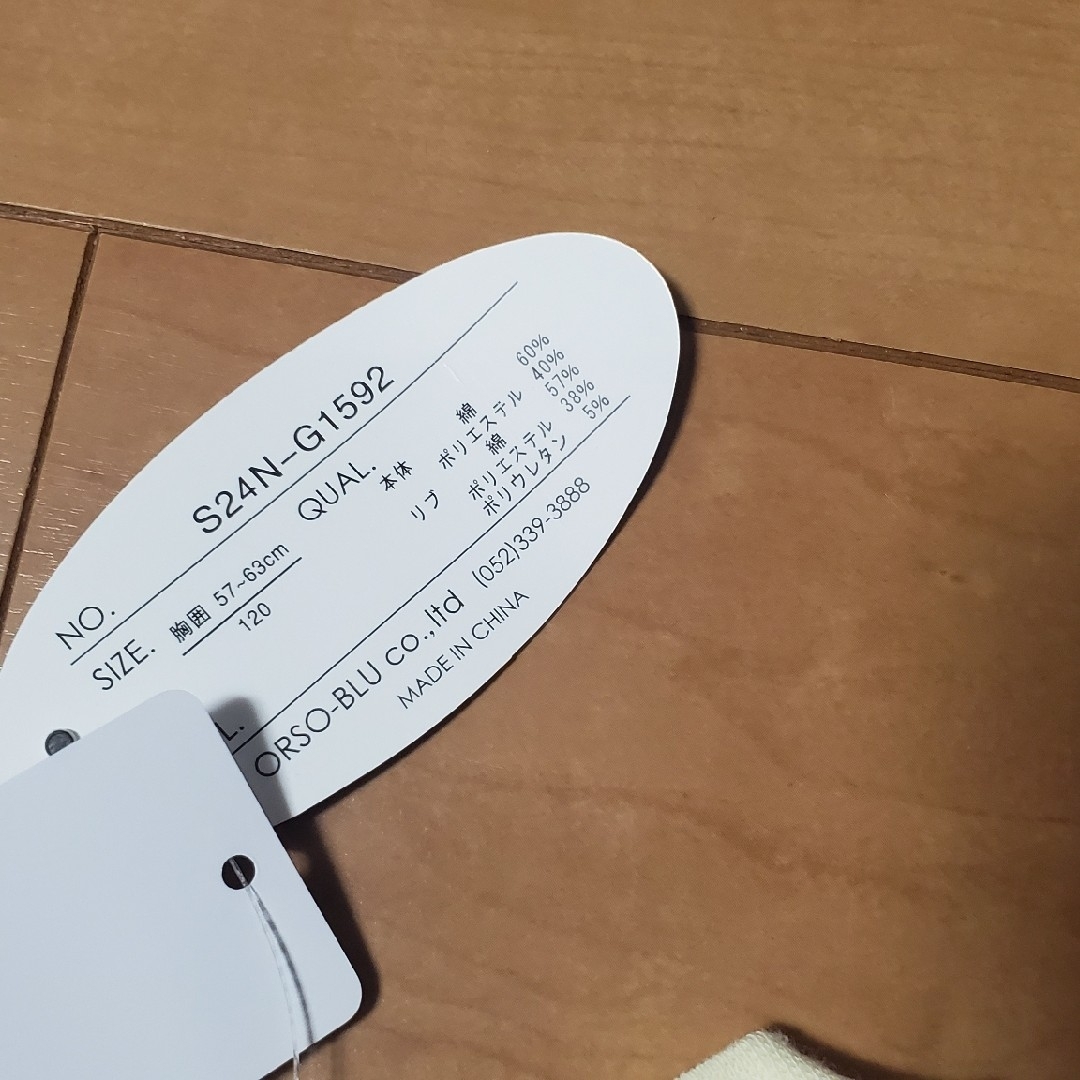 NO. S24N-G1592
SIZE. 胸囲 57~63cm
120
QUAL.
本体 綿 60%
ポリエステル 40%
リブ 綿 57%
ポリエステル 38%
ポリウレタン 5%
L.
ORSO-BLU co.,ltd (052)339-3888
MADE IN CHINA